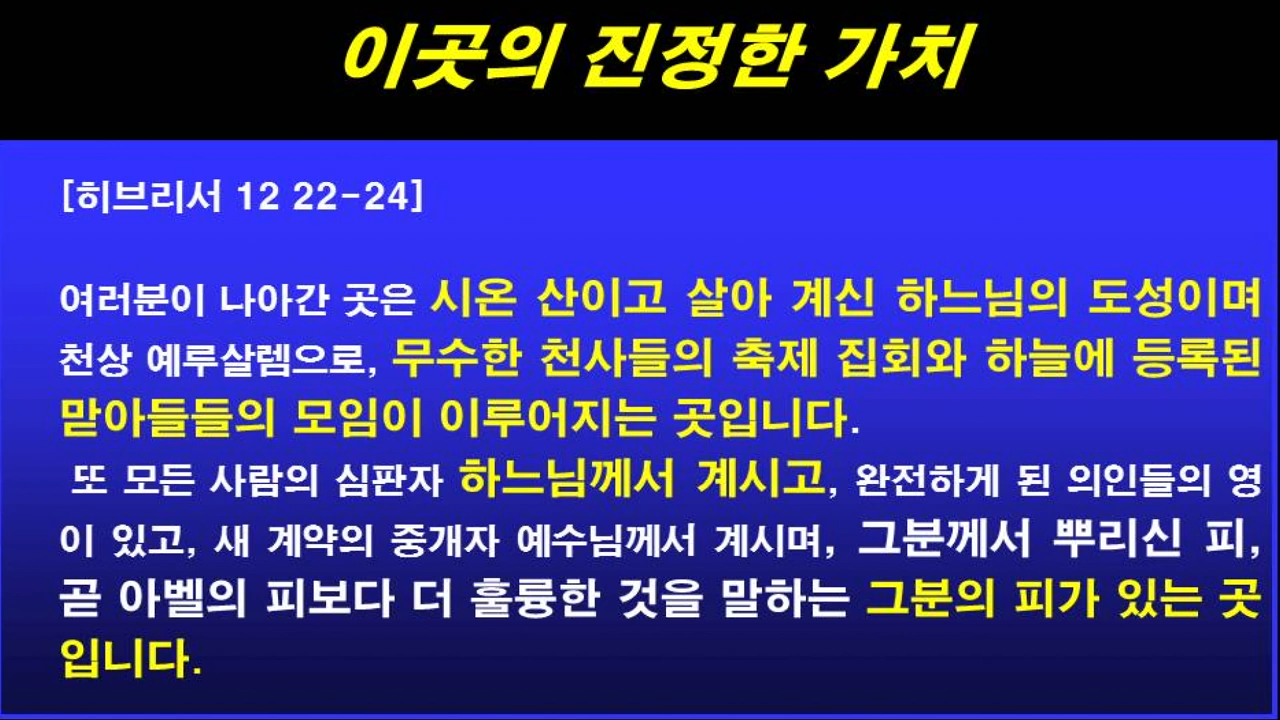 이곳의 진정한 가치
[히브리서 12 22-24]
여러분이 나아간 곳은 시온 산이고 살아 계신 하느님의 도성이며
천상 예루살렘으로, 무수한 천사들의 축제 집회와 하늘에 등록된
맏아들들의 모임이 이루어지는 곳입니다.
또 모든 사람의 심판자 하느님께서 계시고, 완전하게 된 의인들의 영
이 있고, 새 계약의 중개자 예수님께서 계시며, 그분께서 뿌리신 피,
곧 아벨의 피보다 더 훌륭한 것을 말하는 그분의 피가 있는 곳
입니다.